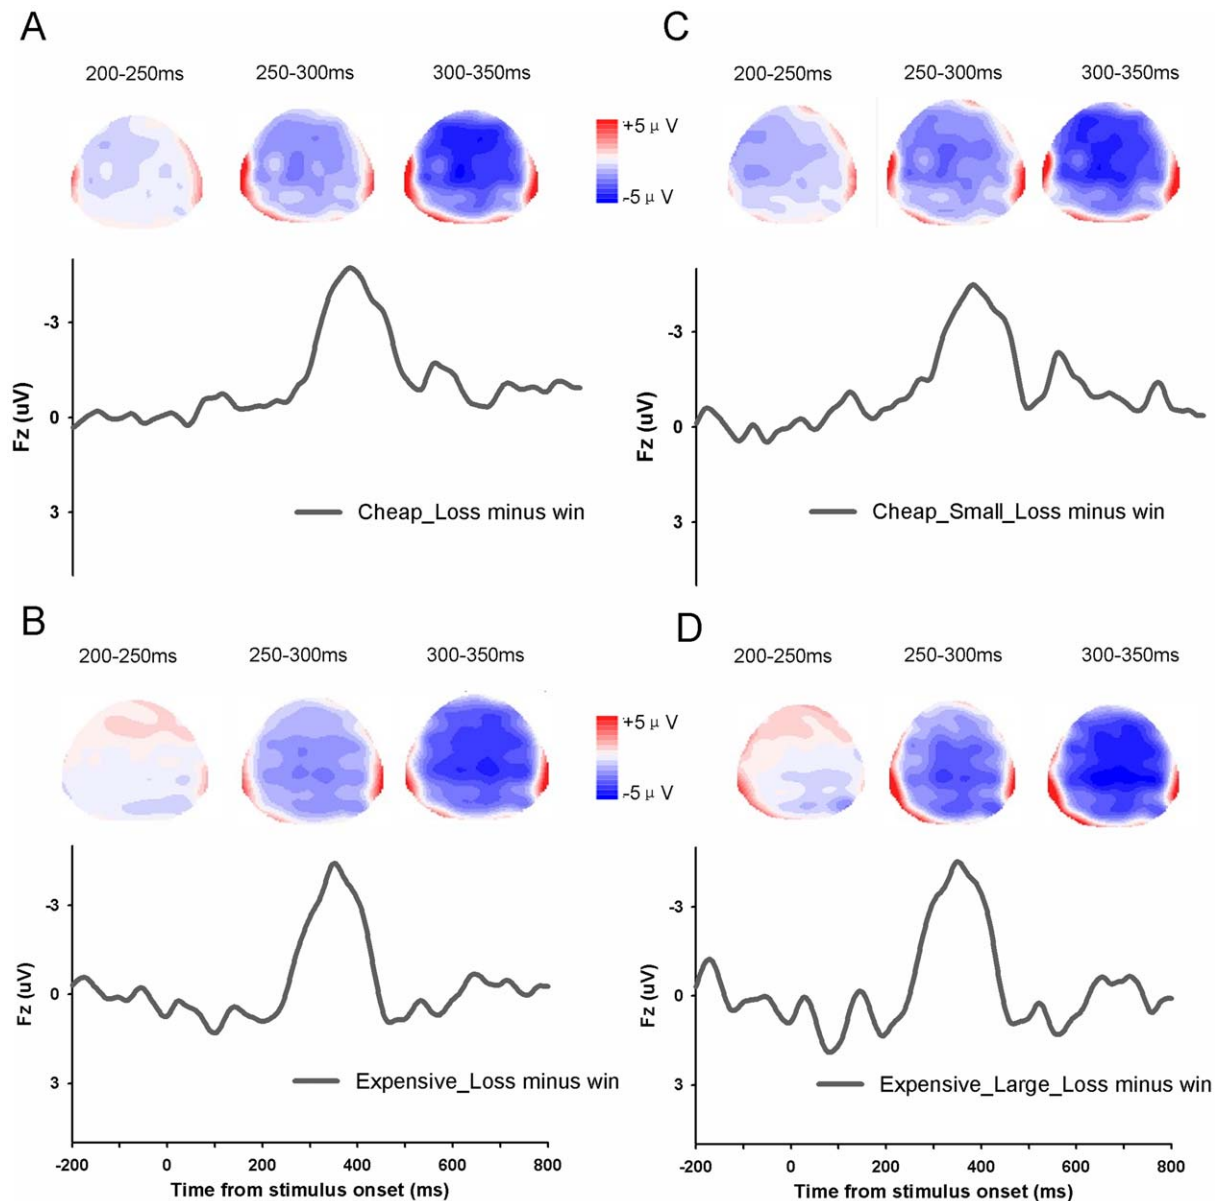 A
200-250ms 250-300ms 300-350ms
+5 μ V
-5 μ V
-3
0
3
Fz (uV)
Cheap_Loss minus win
C
200-250ms 250-300ms 300-350ms
-3
0
3
Fz (uV)
Cheap_Small_Loss minus win
B
200-250ms 250-300ms 300-350ms
+5 μ V
-5 μ V
-3
0
3
Fz (uV)
Expensive_Loss minus win
-200 0 200 400 600 800
Time from stimulus onset (ms)
D
200-250ms 250-300ms 300-350ms
-3
0
3
Fz (uV)
Expensive_Large_Loss minus win
-200 0 200 400 600 800
Time from stimulus onset (ms)